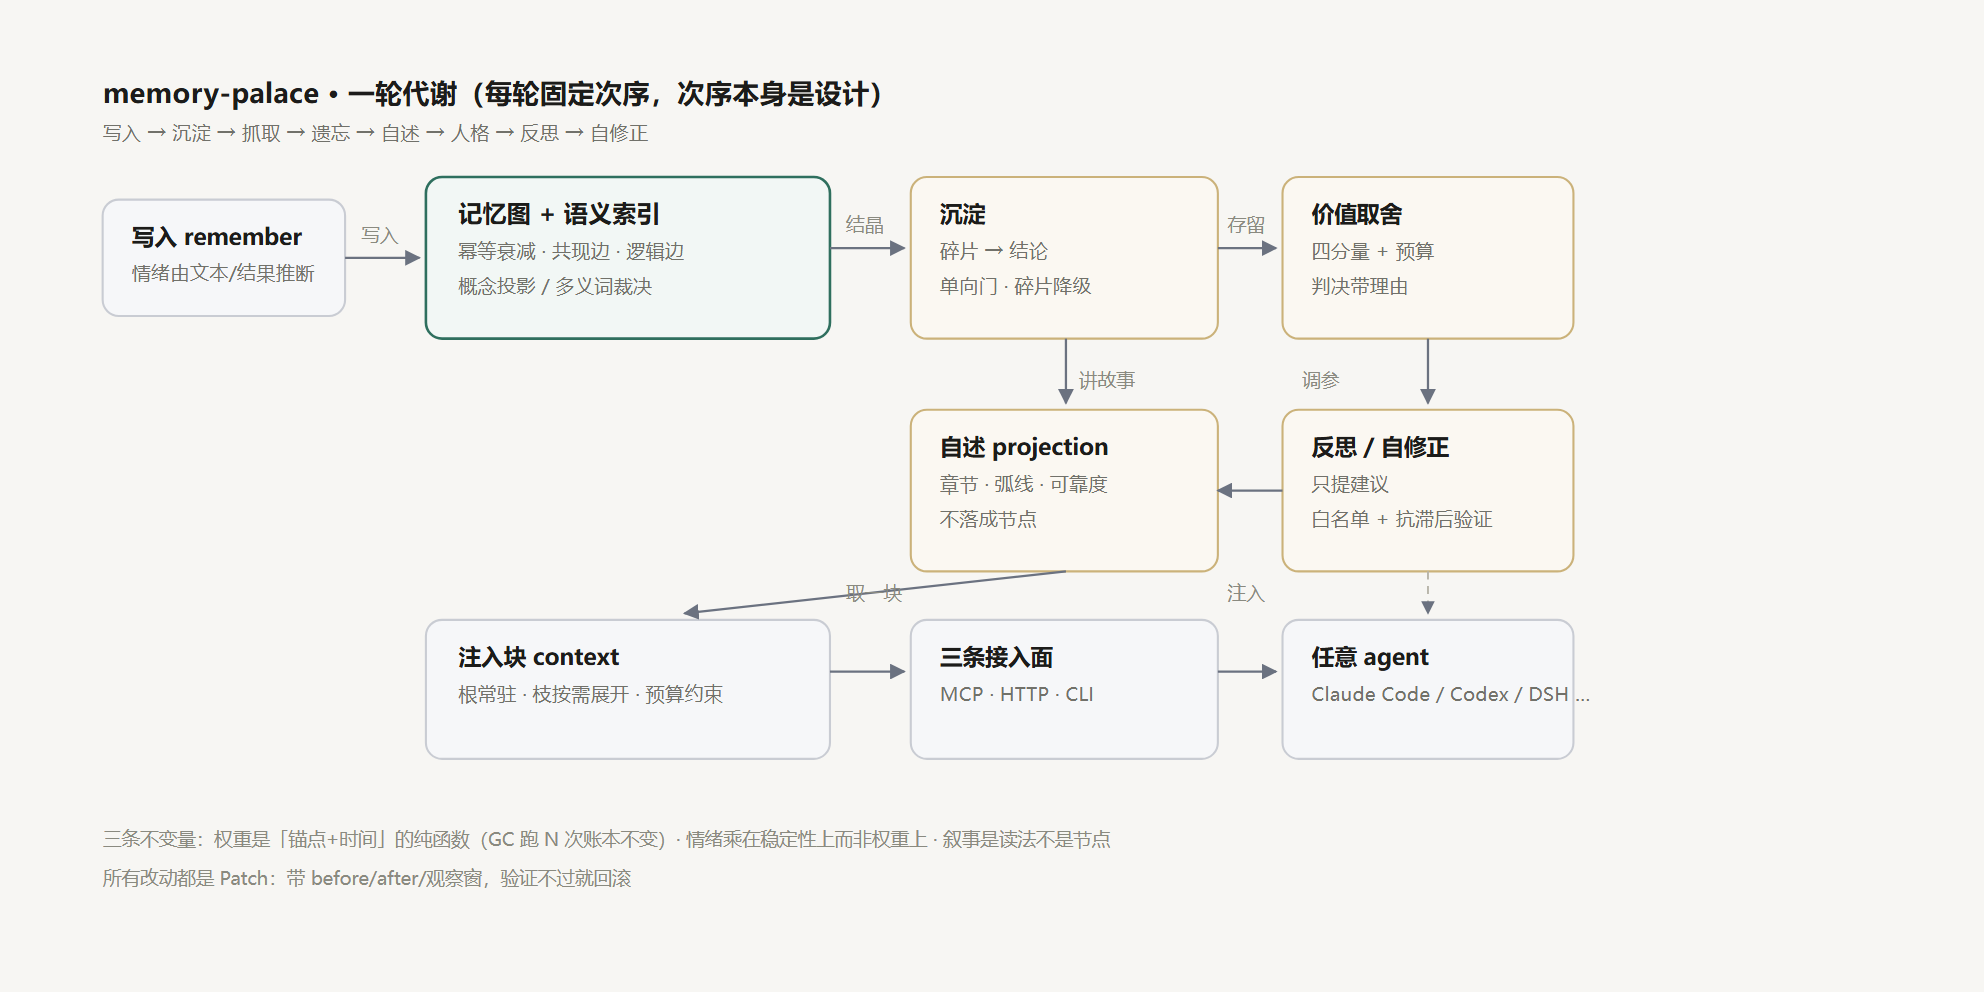 memory-palace · 一轮代谢（每轮固定次序，次序本身是设计）
写入 → 沉淀 → 抓取 → 遗忘 → 自述 → 人格 → 反思 → 自修正
写入 remember
情绪由文本/结果推断
写入
记忆图 + 语义索引
幂等衰减 · 共现边 · 逻辑边
概念投影 / 多义词裁决
结晶
沉淀
碎片 → 结论
单向门 · 碎片降级
存留
价值取舍
四分量 + 预算
判决带理由
讲故事
调参
自述 projection
章节 · 弧线 · 可靠度
不落成节点
反思 / 自修正
只提建议
白名单 + 抗滞后验证
取 块
注入
注入块 context
根常驻 · 枝按需展开 · 预算约束
三条接入面
MCP · HTTP · CLI
任意 agent
Claude Code / Codex / DSH ...
三条不变量：权重是「锚点+时间」的纯函数（GC 跑 N 次账本不变）· 情绪乘在稳定性上而非权重上 · 叙事是读法不是节点
所有改动都是 Patch：带 before/after/观察窗，验证不过就回滚